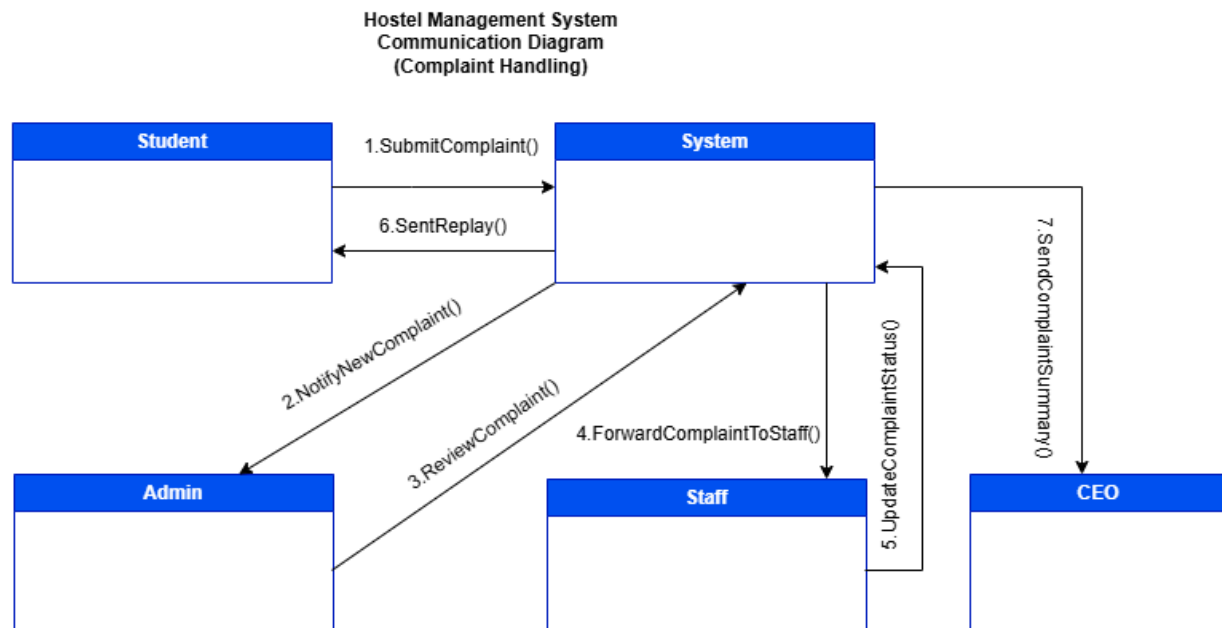 Hostel Management System
Communication Diagram
(Complaint Handling)
Student
1.SubmitComplaint()
System
6.SentReplay()
2.NotifyNewComplaint()
3.ReviewComplaint()
4.ForwardComplaintToStaff()
5.UpdateComplaintStatus()
7.SendComplaintSummary()
Admin
Staff
CEO